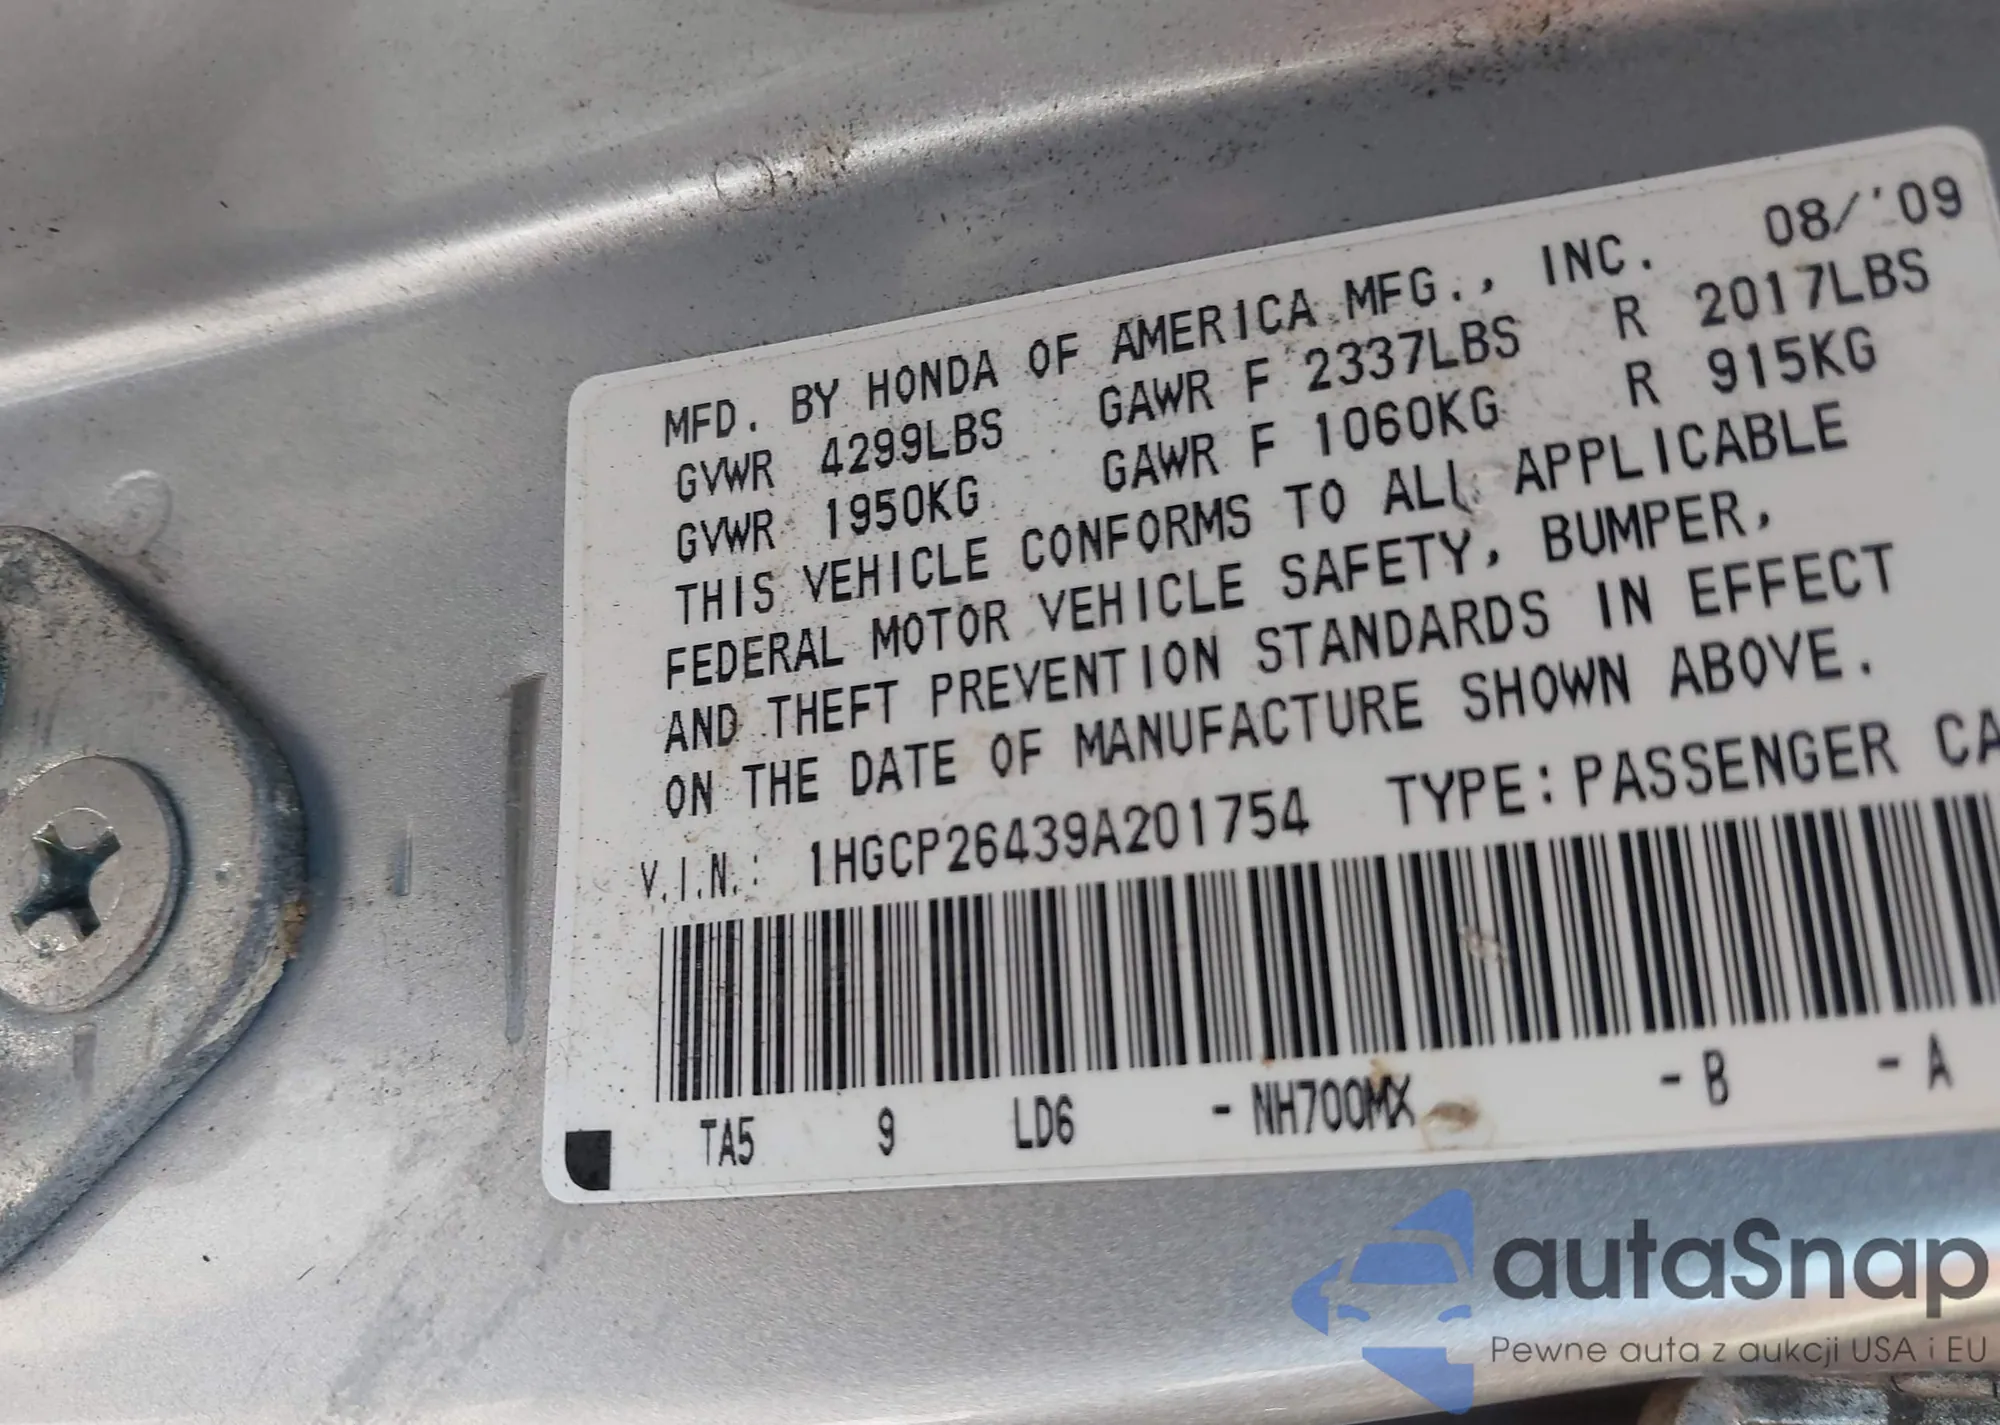 MFD. BY HONDA OF AMERICA MFG., INC. 08/'09
GVWR 4299LBS GAWR F 2337LBS R 2017LBS
GVWR 1950KG GAWR F 1060KG R 915KG
THIS VEHICLE CONFORMS TO ALL APPLICABLE
FEDERAL MOTOR VEHICLE SAFETY, BUMPER,
AND THEFT PREVENTION STANDARDS IN EFFECT
ON THE DATE OF MANUFACTURE SHOWN ABOVE.
V.I.N.: 1HGCP26439A201754 TYPE:PASSENGER CA
TA5 9 LD6 -NH700MX -B -A
autaSnap
Pewne auta z aukcji USA i EU